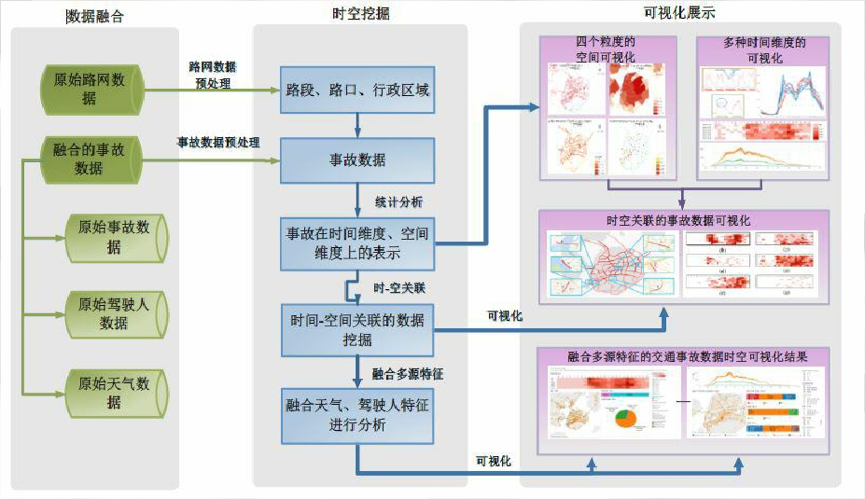 数据融合
时空挖掘
可视化展示
原始路网数
据
路网数据
预处理
路段、路口、行政区域
四个粒度的
空间可视化
多种时间维度的
可视化
融合的事故
数据
事故数据预处理
事故数据
统计分析
原始事故数
据
事故在时间维度、空间
维度上的表示
时空关联的事故数据可视化
时-空关联
原始驾驶人
数据
时间-空间关联的数据
挖掘
可视化
融合多源特征
融合多源特征的交通事故数据时空可视化结果
原始天气数
据
融合天气、驾驶人特征
进行分析
可视化